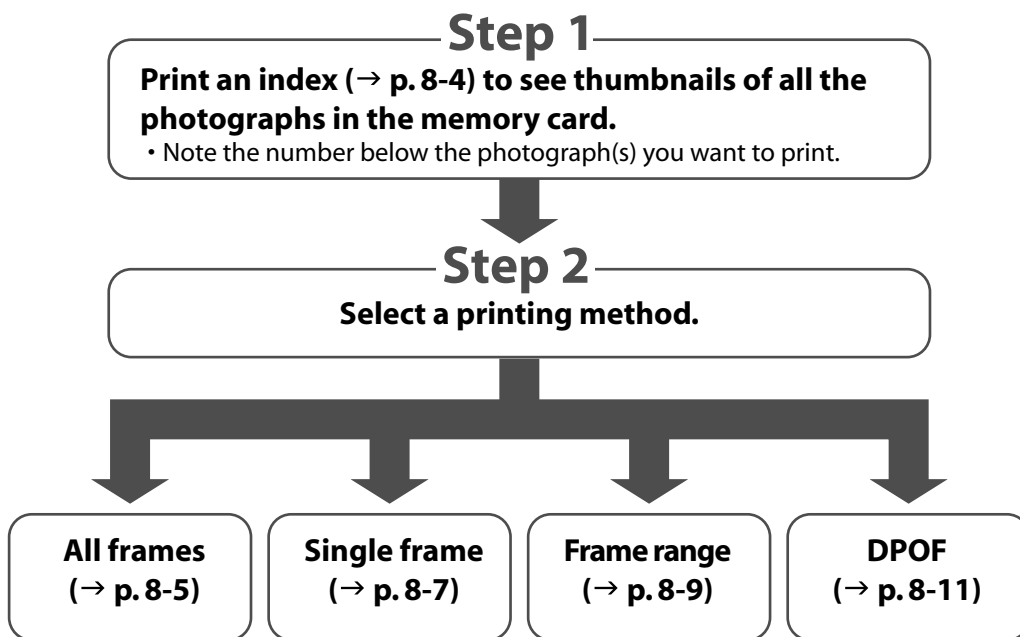 Step 1
Print an index (→ p. 8-4) to see thumbnails of all the
photographs in the memory card.
• Note the number below the photograph(s) you want to print.
Step 2
Select a printing method.
All frames
(→ p. 8-5)
Single frame
(→ p. 8-7)
Frame range
(→ p. 8-9)
DPOF
(→ p. 8-11)